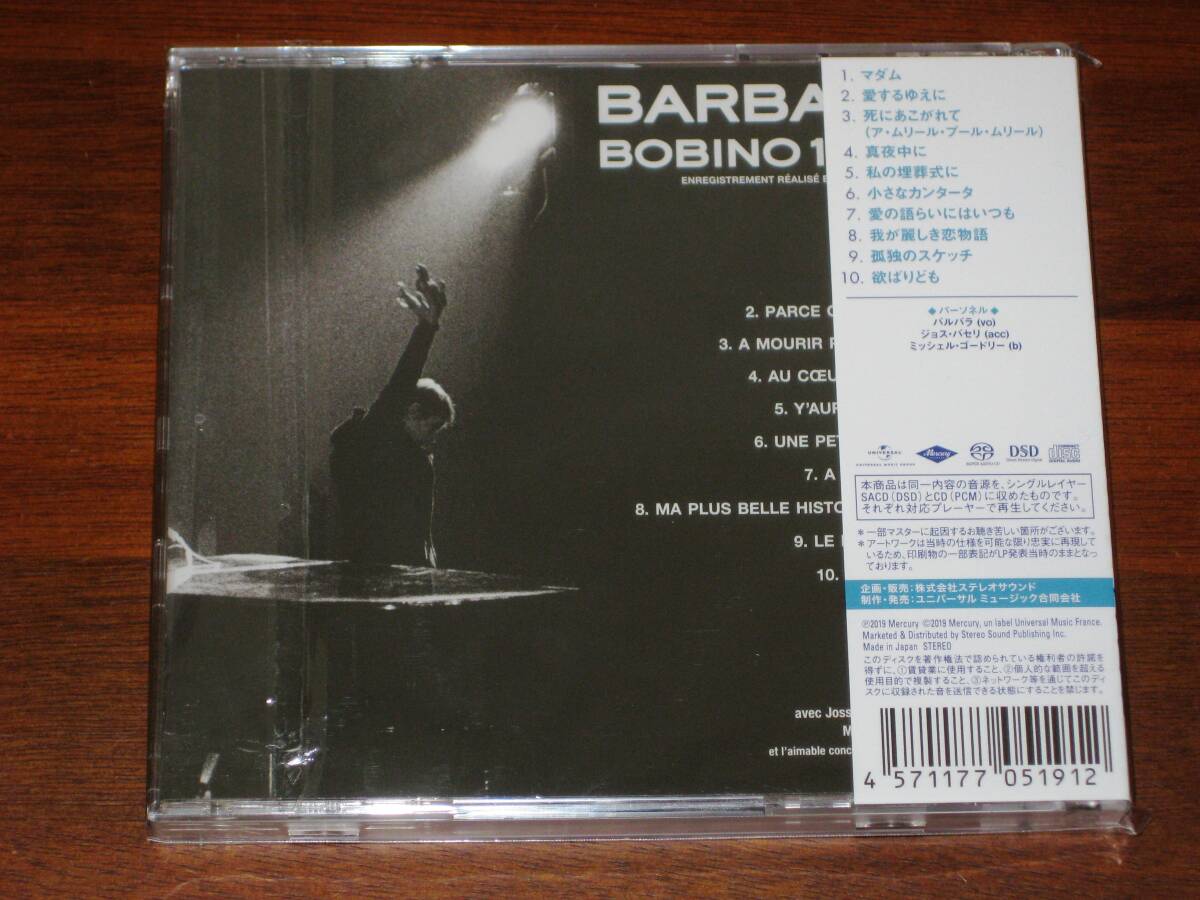 BARBA
BOBINO 1
ENREGISTREMENT RÉALISÉ
2. PARCE
3. A MOURIR
4. AU CŒU
5. Y'AUR
6. UNE PET
7. A
8. MA PLUS BELLE HISTO
9. LE
10.
avec Joss
M
et l'aimable conc
1. マダム
2. 愛するゆえに
3. 死にあこがれて
(ア・ムリール・プール・ムリール)
4. 真夜中に
5. 私の埋葬式に
6. 小さなカンタータ
7. 愛の語らいにはいつも
8. 我が麗しき恋物語
9. 孤独のスケッチ
10. 欲ばりども
◆パーソネル◆
バルバラ (vo)
ジョス・バセリ (acc)
ミッシェル・ゴードリー (b)
UNIVERSAL
UNIVERSAL MUSIC GROUP
Mercury
SUPER AUDIO CD
DSD
Direct Stream Digital
disc
DIGITAL AUDIO
本商品は同一内容の音源を、シングルレイヤー
SACD(DSD)とCD(PCM)に収めたものです。
それぞれ対応プレーヤーで再生してください。
*一部マスターに起因するお聴き苦しい箇所がございます。
*アートワークは当時の仕様を可能な限り忠実に再現して
いるため、印刷物の一部表記がLP発表当時のままとなっ
ております。
企画・販売:株式会社ステレオサウンド
制作・発売:ユニバーサル ミュージック合同会社
℗2019 Mercury ©2019 Mercury, un label Universal Music France.
Marketed & Distributed by Stereo Sound Publishing Inc.
Made in Japan STEREO
このディスクを著作権法で認められている権利者の許諾を
得ずに、①賃貸業に使用すること、②個人的な範囲を超える
使用目的で複製すること、③ネットワーク等を通じてこのディ
スクに収録された音を送信できる状態にすることを禁じます。
4 571177 051912